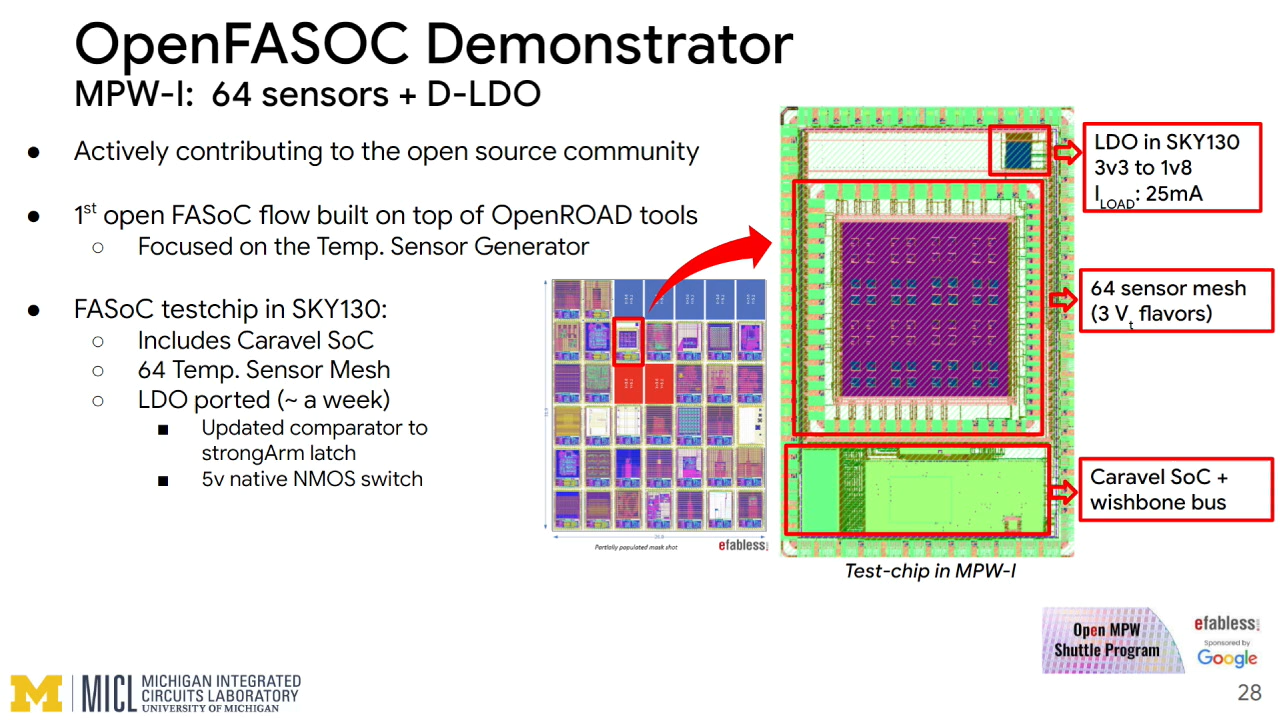 OpenFASOC Demonstrator
MPW-I: 64 sensors + D-LDO
● Actively contributing to the open source community
● 1st open FASoC flow built on top of OpenROAD tools
○ Focused on the Temp. Sensor Generator
● FASoC testchip in SKY130:
○ Includes Caravel SoC
○ 64 Temp. Sensor Mesh
○ LDO ported (~ a week)
■ Updated comparator to
strongArm latch
■ 5v native NMOS switch
Partially populated mask shot
efabless
LDO in SKY130
3v3 to 1v8
ILOAD: 25mA
64 sensor mesh
(3 Vt flavors)
Caravel SoC +
wishbone bus
Test-chip in MPW-I
Open MPW
Shuttle Program
efabless
Sponsored by
Google
M | MICL MICHIGAN INTEGRATED
CIRCUITS LABORATORY
UNIVERSITY OF MICHIGAN
28